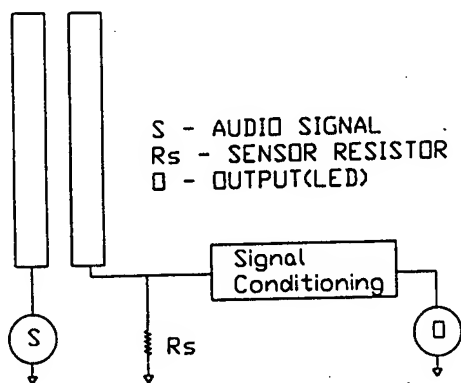 S - AUDIO SIGNAL
Rs - SENSOR RESISTOR
O - OUTPUT(LED)
Signal
Conditioning
S
Rs
O